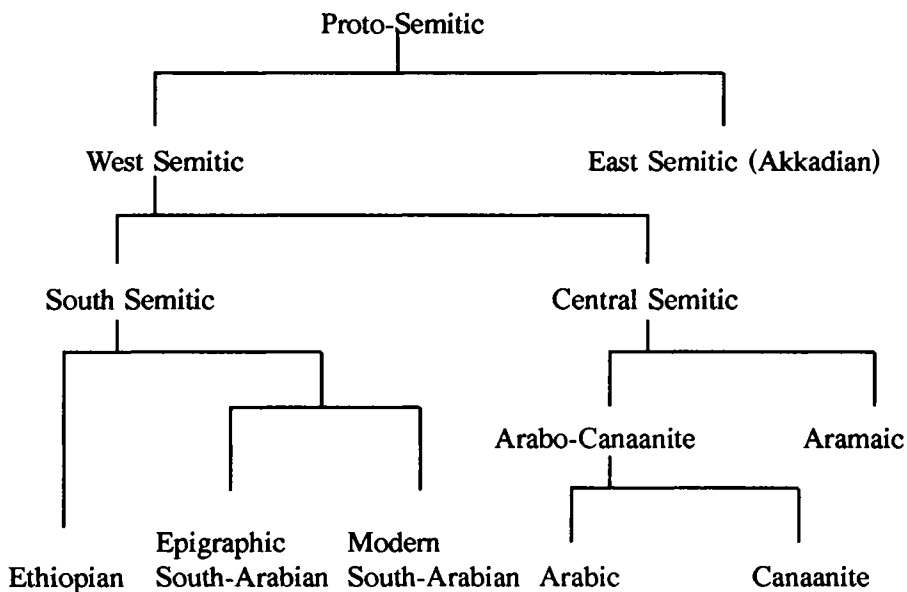 Proto-Semitic
West Semitic
East Semitic (Akkadian)
South Semitic
Central Semitic
Arabo-Canaanite
Aramaic
Ethiopian
Epigraphic
South-Arabian
Modern
South-Arabian
Arabic
Canaanite